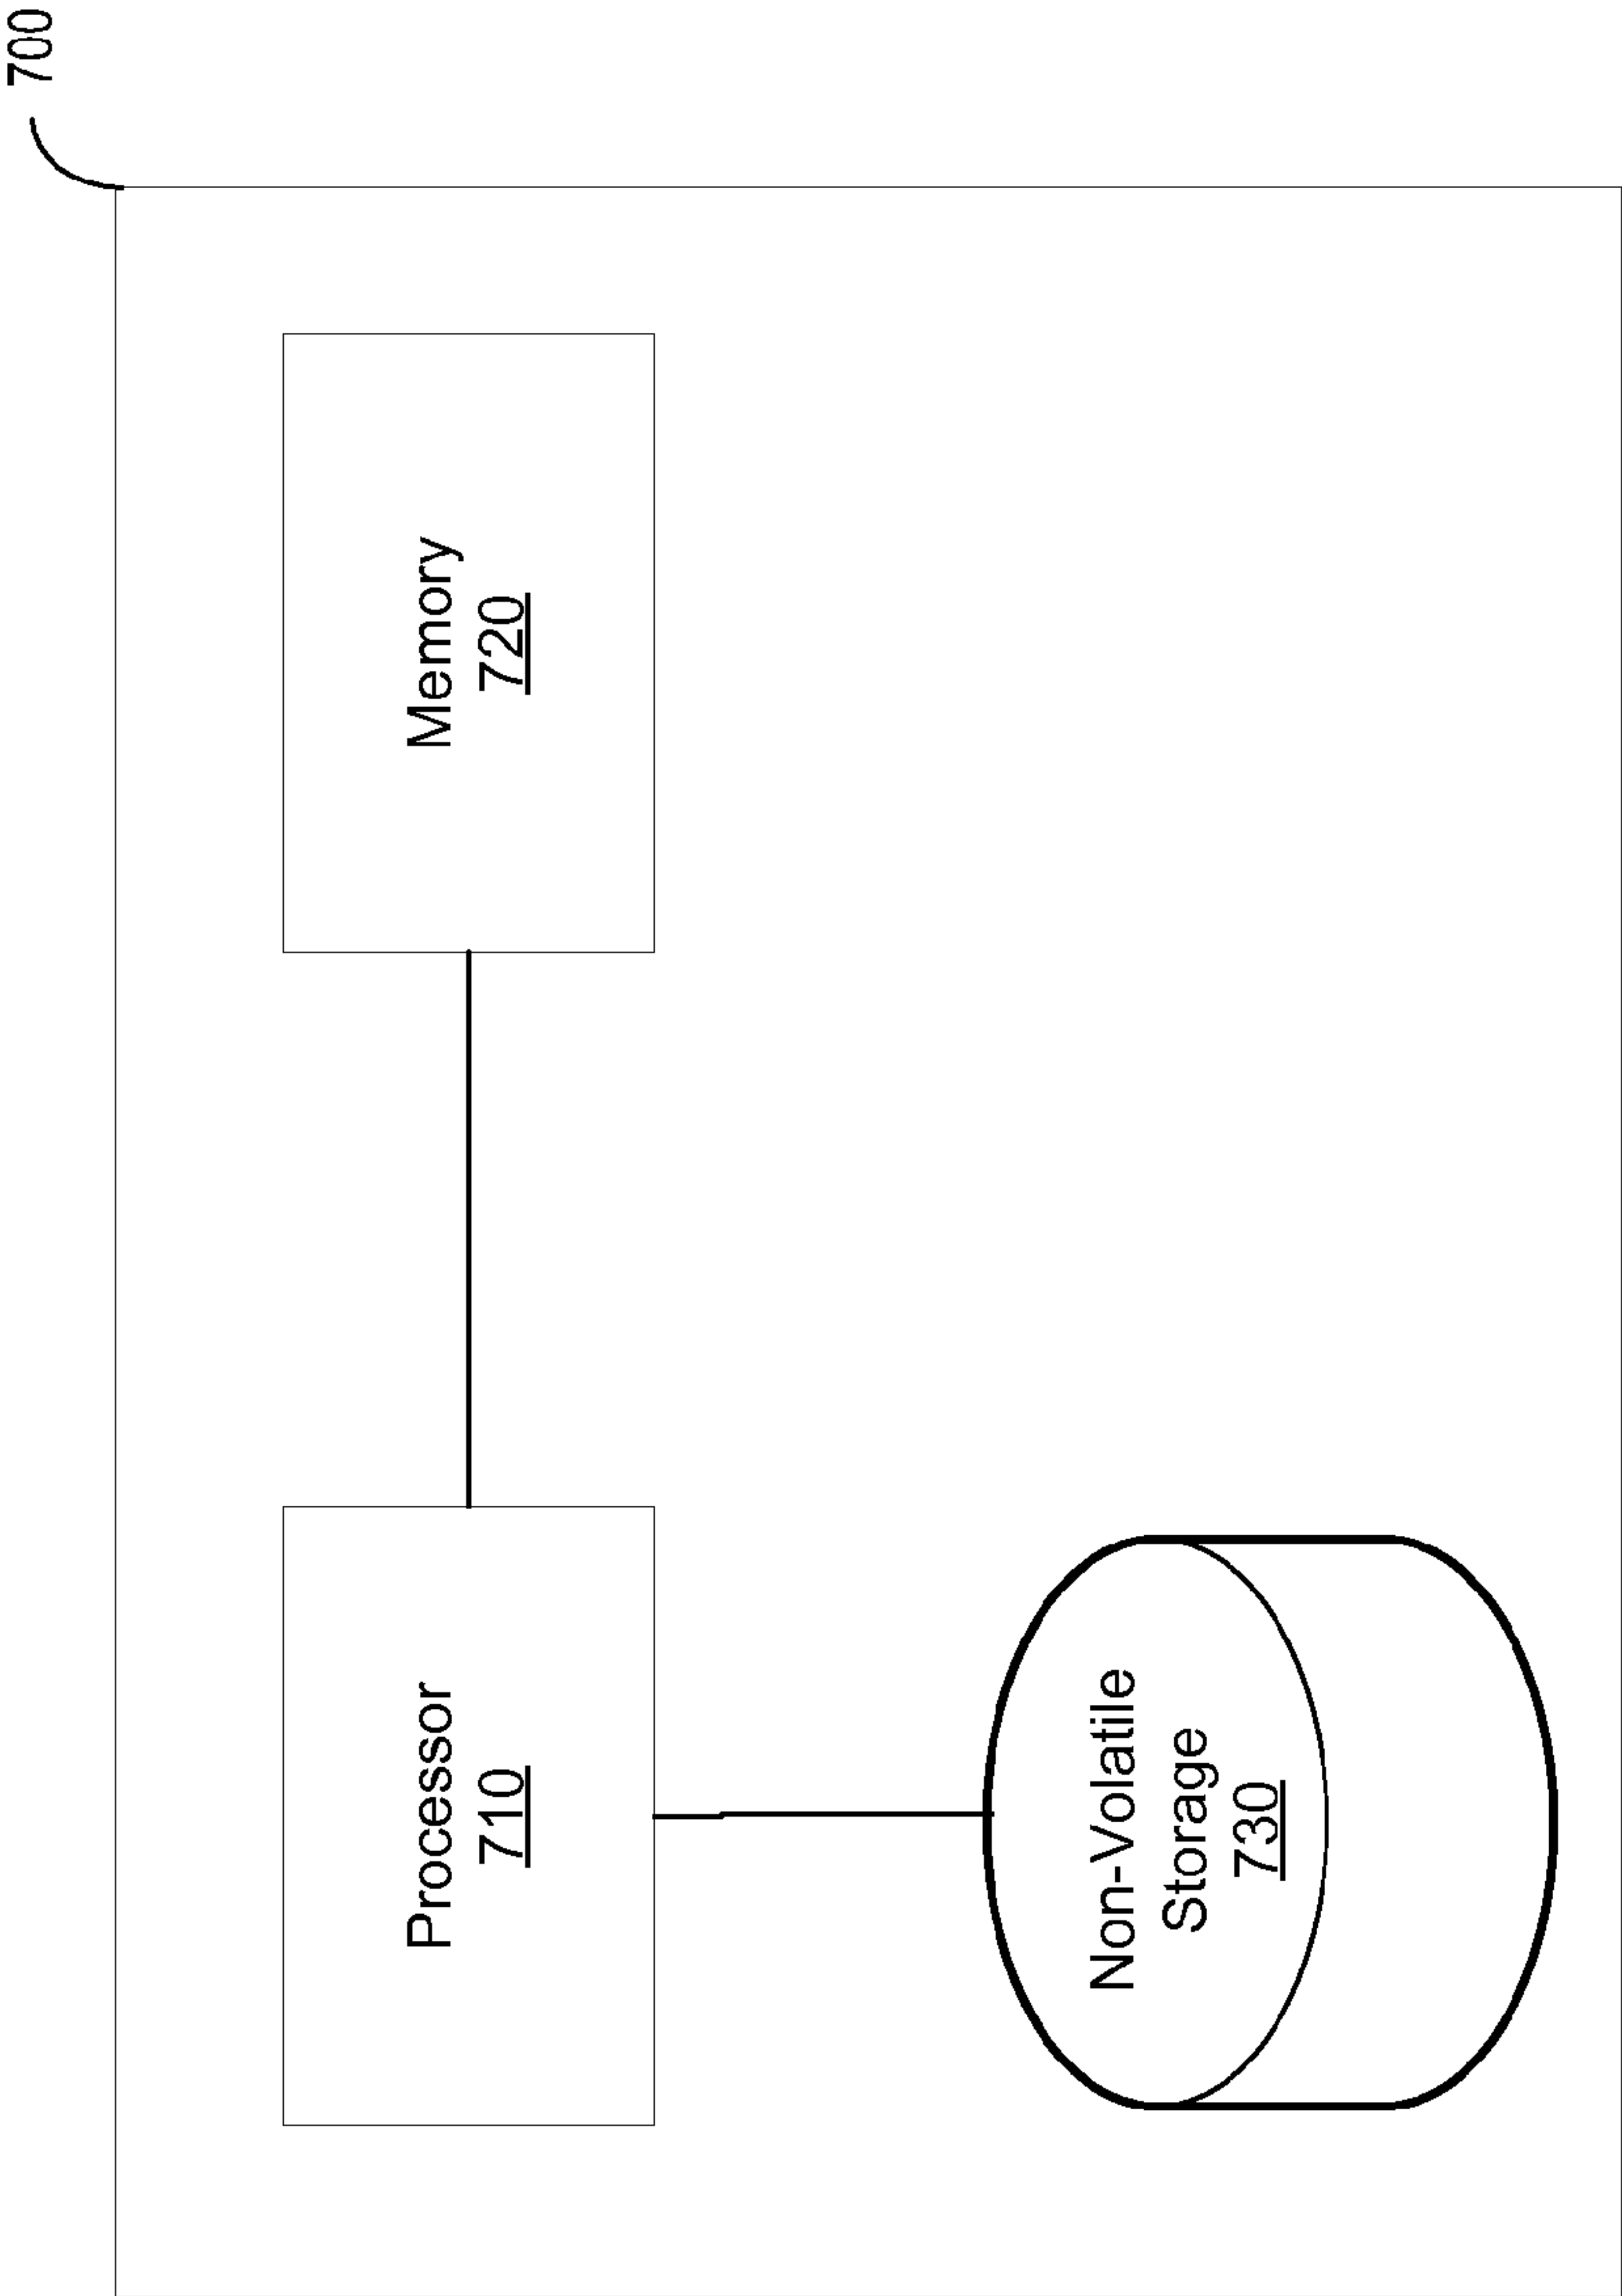 700
Processor
710
Memory
720
Non-Volatile
Storage
730